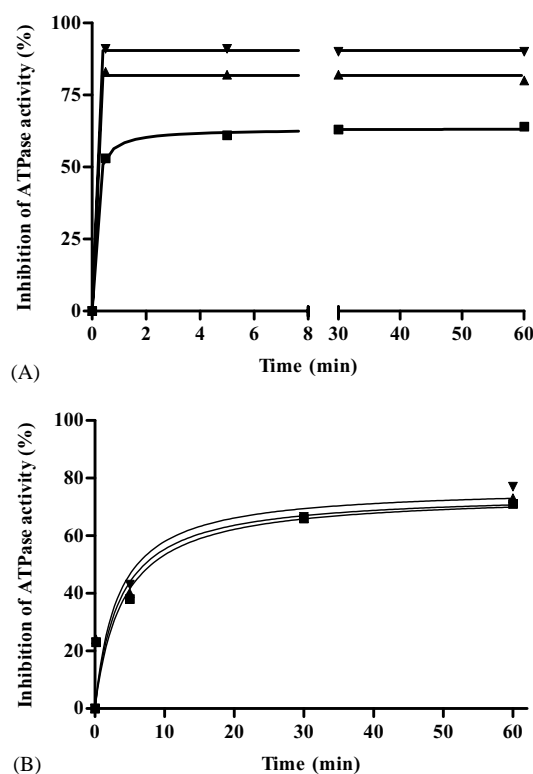 100
75
50
25
0
Inhibition of ATPase activity (%)
0 2 4 6 8 30 40 50 60
(A)
Time (min)
100
80
60
40
20
0
Inhibition of ATPase activity (%)
0 10 20 30 40 50 60
(B)
Time (min)